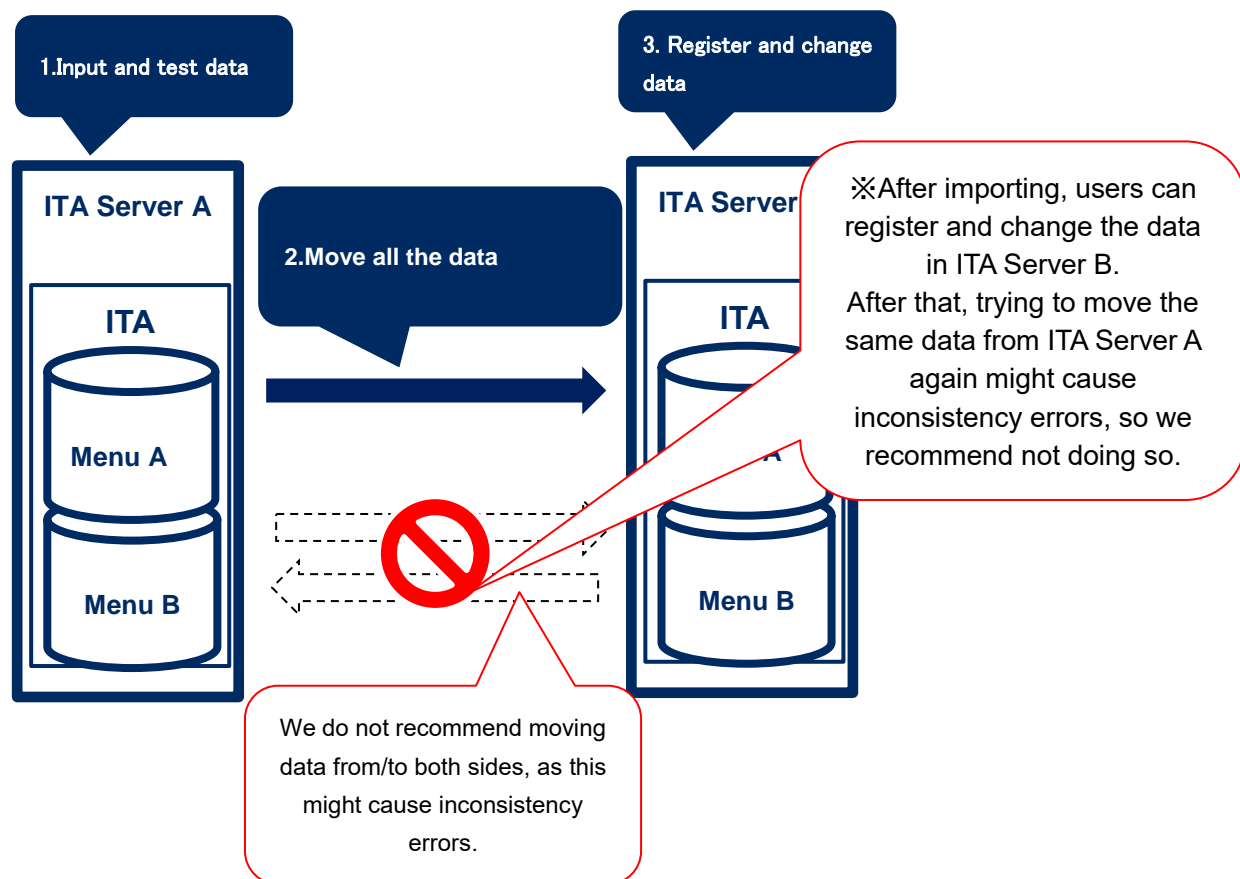 1.Input and test data
3. Register and change
data
ITA Server A
2.Move all the data
ITA Server
※After importing, users can
register and change the data
in ITA Server B.
After that, trying to move the
same data from ITA Server A
again might cause
inconsistency errors, so we
recommend not doing so.
ITA
Menu A
Menu B
ITA
Menu B
We do not recommend moving
data from/to both sides, as this
might cause inconsistency
errors.